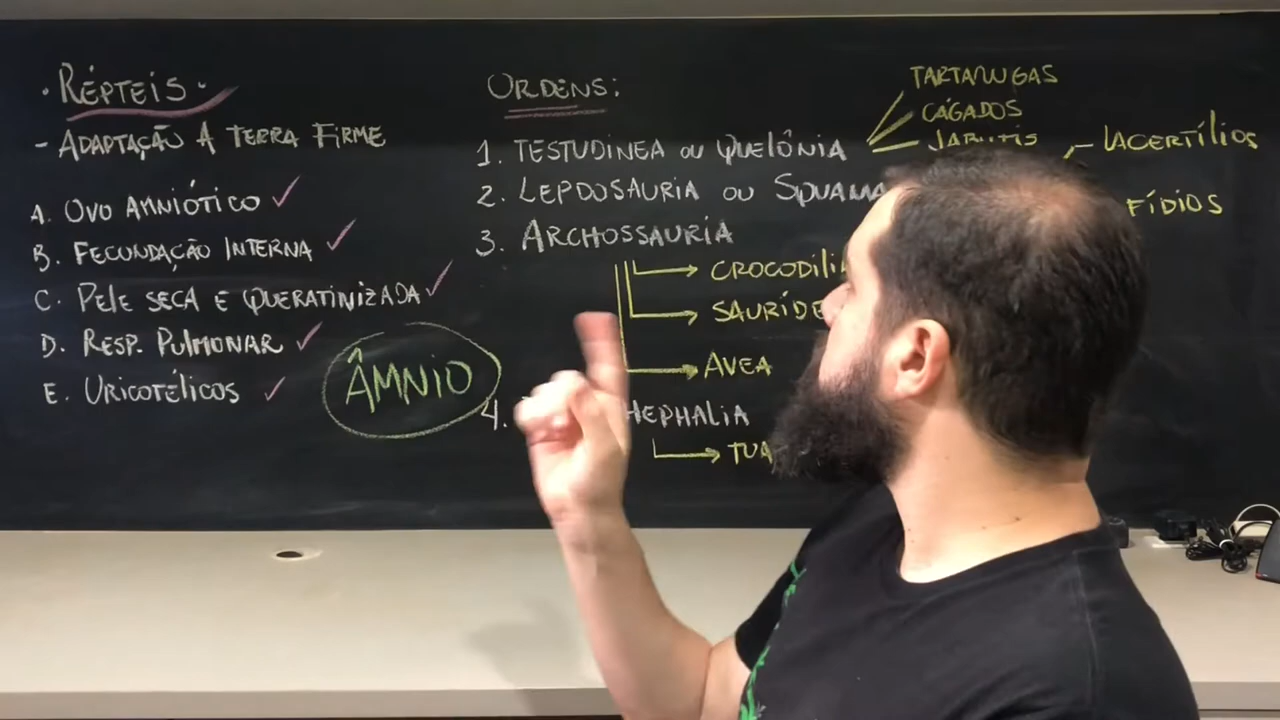 · RÉPTEIS ·
- ADAPTAÇÃO À TERRA FIRME
A. OVO AMNIÓTICO ✓
B. FECUNDAÇÃO INTERNA ✓
C. PELE SECA E QUERATINIZADA ✓
D. RESP. PULMONAR ✓
E. URICOTÉLICOS ✓
ÂMNIO
ORDENS:
1. TESTUDINEA OU QUELÔNIA
TARTARUGAS
CÁGADOS
JABUTIS
2. LEPDOSAURIA OU
LACERTÍLIOS
3. ARCHOSSAURIA
AVEA
4.